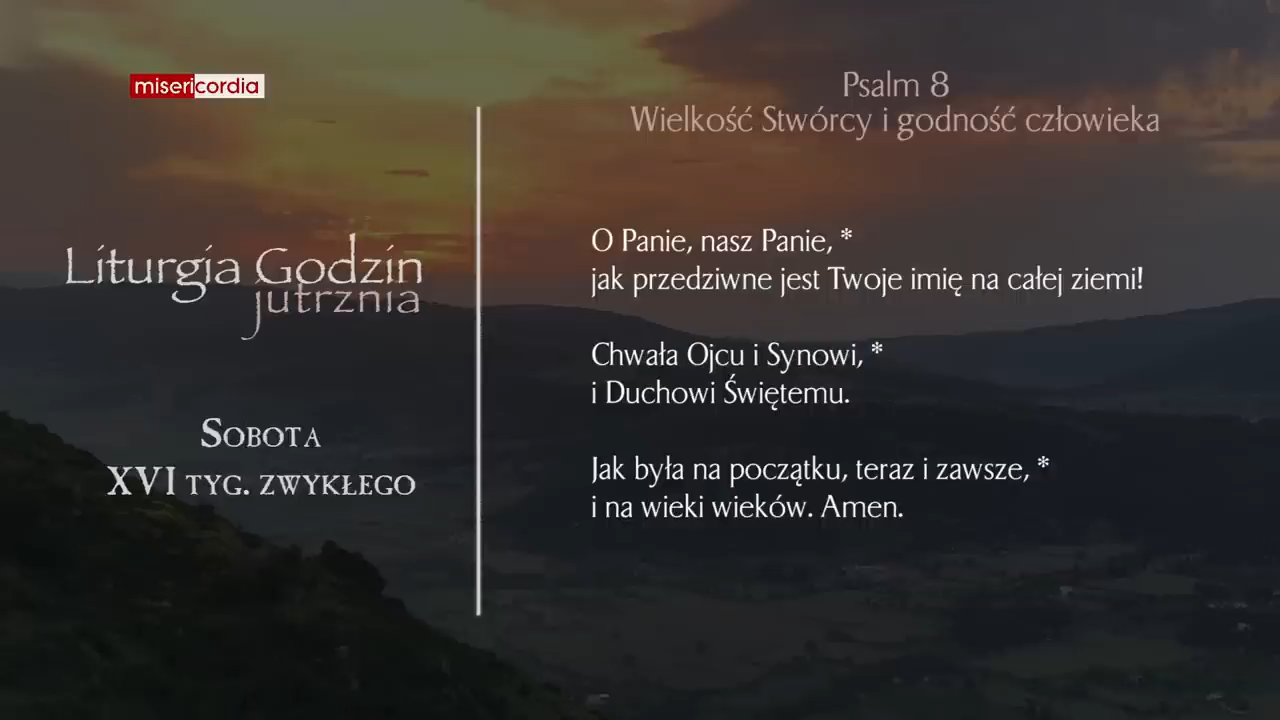 misericordia
Liturgia Godzin
jutrznia
Sobota
XVI tyg. zwykłego
Psalm 8
Wielkość Stwórcy i godność człowieka
O Panie, nasz Panie, *
jak przedziwne jest Twoje imię na całej ziemi!
Chwała Ojcu i Synowi, *
i Duchowi Świętemu.
Jak była na początku, teraz i zawsze, *
i na wieki wieków. Amen.